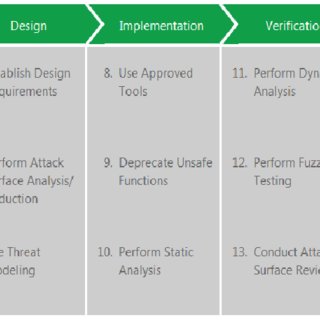 Design
Implementation
Verificatio
ablish Design
quirements
8. Use Approved
Tools
11. Perform Dyn
Analysis
rform Attack
rface Analysis/
duction
9. Deprecate Unsafe
Functions
12. Perform Fuzz
Testing
e Threat
odeling
10. Perform Static
Analysis
13. Conduct Atta
Surface Revie